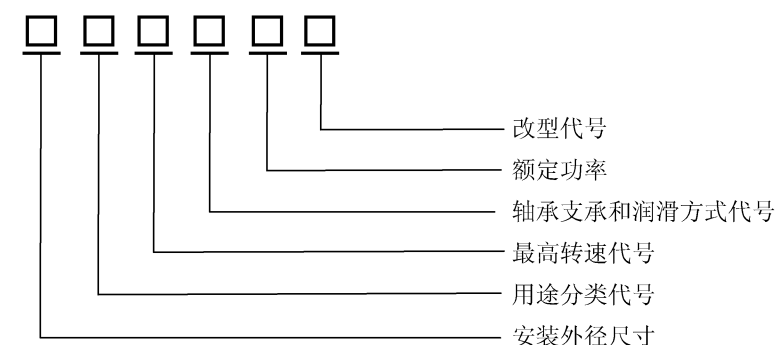 改型代号
额定功率
轴承支承和润滑方式代号
最高转速代号
用途分类代号
安装外径尺寸